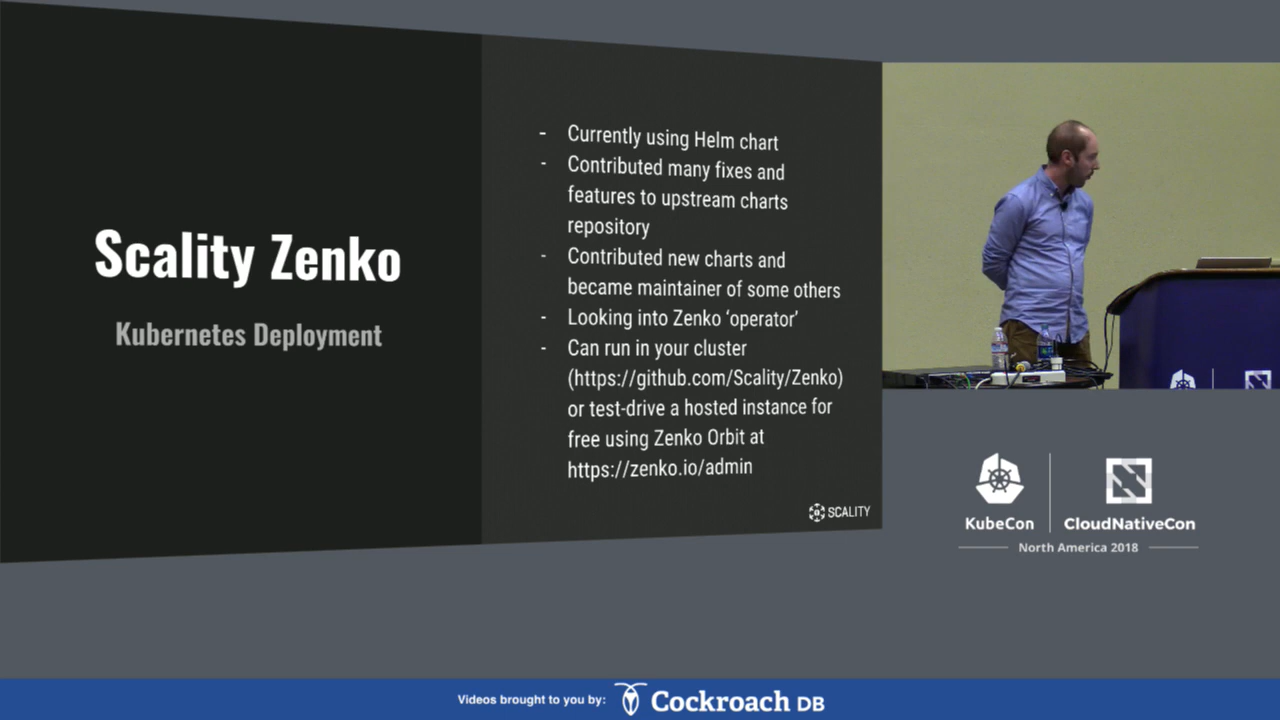 Scality Zenko
Kubernetes Deployment
- Currently using Helm chart
- Contributed many fixes and
features to upstream charts
repository
- Contributed new charts and
became maintainer of some others
- Looking into Zenko ‘operator’
- Can run in your cluster
(https://github.com/Scality/Zenko)
or test-drive a hosted instance for
free using Zenko Orbit at
https://zenko.io/admin
SCALITY
KubeCon
CloudNativeCon
North America 2018
Videos brought to you by:
Cockroach DB